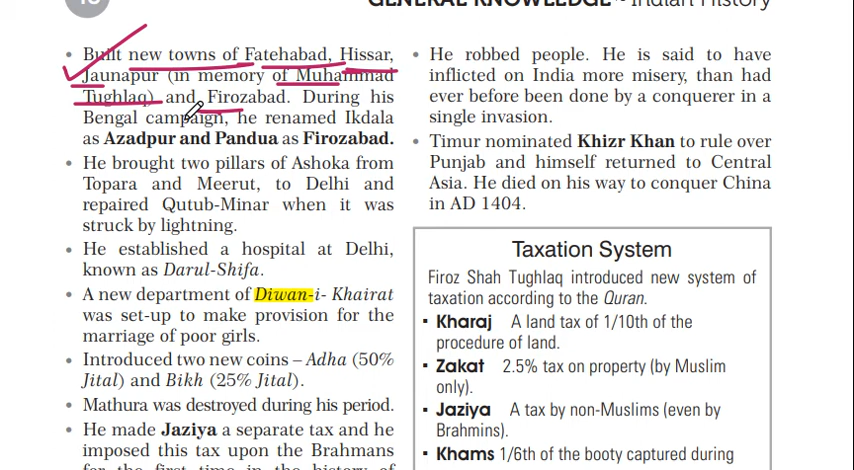 GENERAL KNOWLEDGE ~ Indian History
• Built new towns of Fatehabad, Hissar,
Jaunapur (in memory of Muhammad
Tughlaq) and Firozabad. During his
Bengal campaign, he renamed Ikdala
as Azadpur and Pandua as Firozabad.
• He brought two pillars of Ashoka from
Topara and Meerut, to Delhi and
repaired Qutub-Minar when it was
struck by lightning.
• He established a hospital at Delhi,
known as Darul-Shifa.
• A new department of Diwan-i- Khairat
was set-up to make provision for the
marriage of poor girls.
• Introduced two new coins – Adha (50%
Jital) and Bikh (25% Jital).
• Mathura was destroyed during his period.
• He made Jaziya a separate tax and he
imposed this tax upon the Brahmans
for the first time in the history of
• He robbed people. He is said to have
inflicted on India more misery, than had
ever before been done by a conquerer in a
single invasion.
• Timur nominated Khizr Khan to rule over
Punjab and himself returned to Central
Asia. He died on his way to conquer China
in AD 1404.
Taxation System
Firoz Shah Tughlaq introduced new system of
taxation according to the Quran.
▪ Kharaj A land tax of 1/10th of the
procedure of land.
▪ Zakat 2.5% tax on property (by Muslim
only).
▪ Jaziya A tax by non-Muslims (even by
Brahmins).
▪ Khams 1/6th of the booty captured during